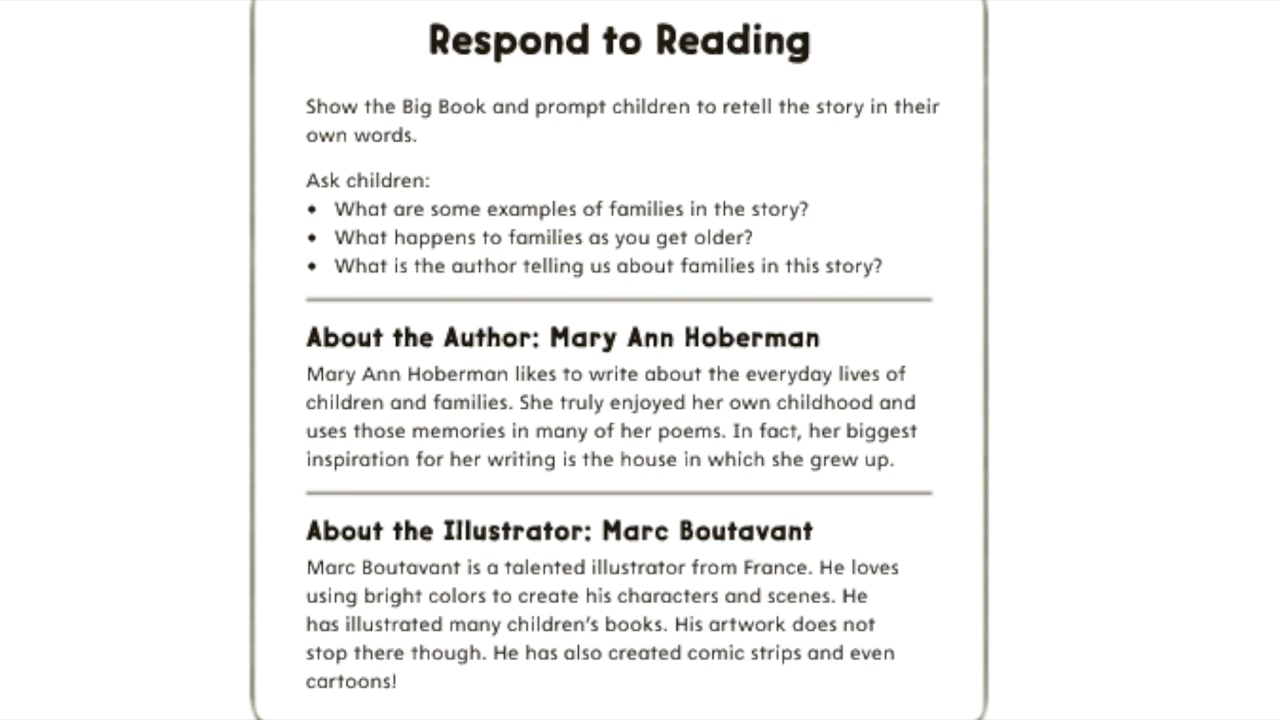 Respond to Reading
Show the Big Book and prompt children to retell the story in their
own words.
Ask children:
• What are some examples of families in the story?
• What happens to families as you get older?
• What is the author telling us about families in this story?
About the Author: Mary Ann Hoberman
Mary Ann Hoberman likes to write about the everyday lives of
children and families. She truly enjoyed her own childhood and
uses those memories in many of her poems. In fact, her biggest
inspiration for her writing is the house in which she grew up.
About the Illustrator: Marc Boutavant
Marc Boutavant is a talented illustrator from France. He loves
using bright colors to create his characters and scenes. He
has illustrated many children’s books. His artwork does not
stop there though. He has also created comic strips and even
cartoons!